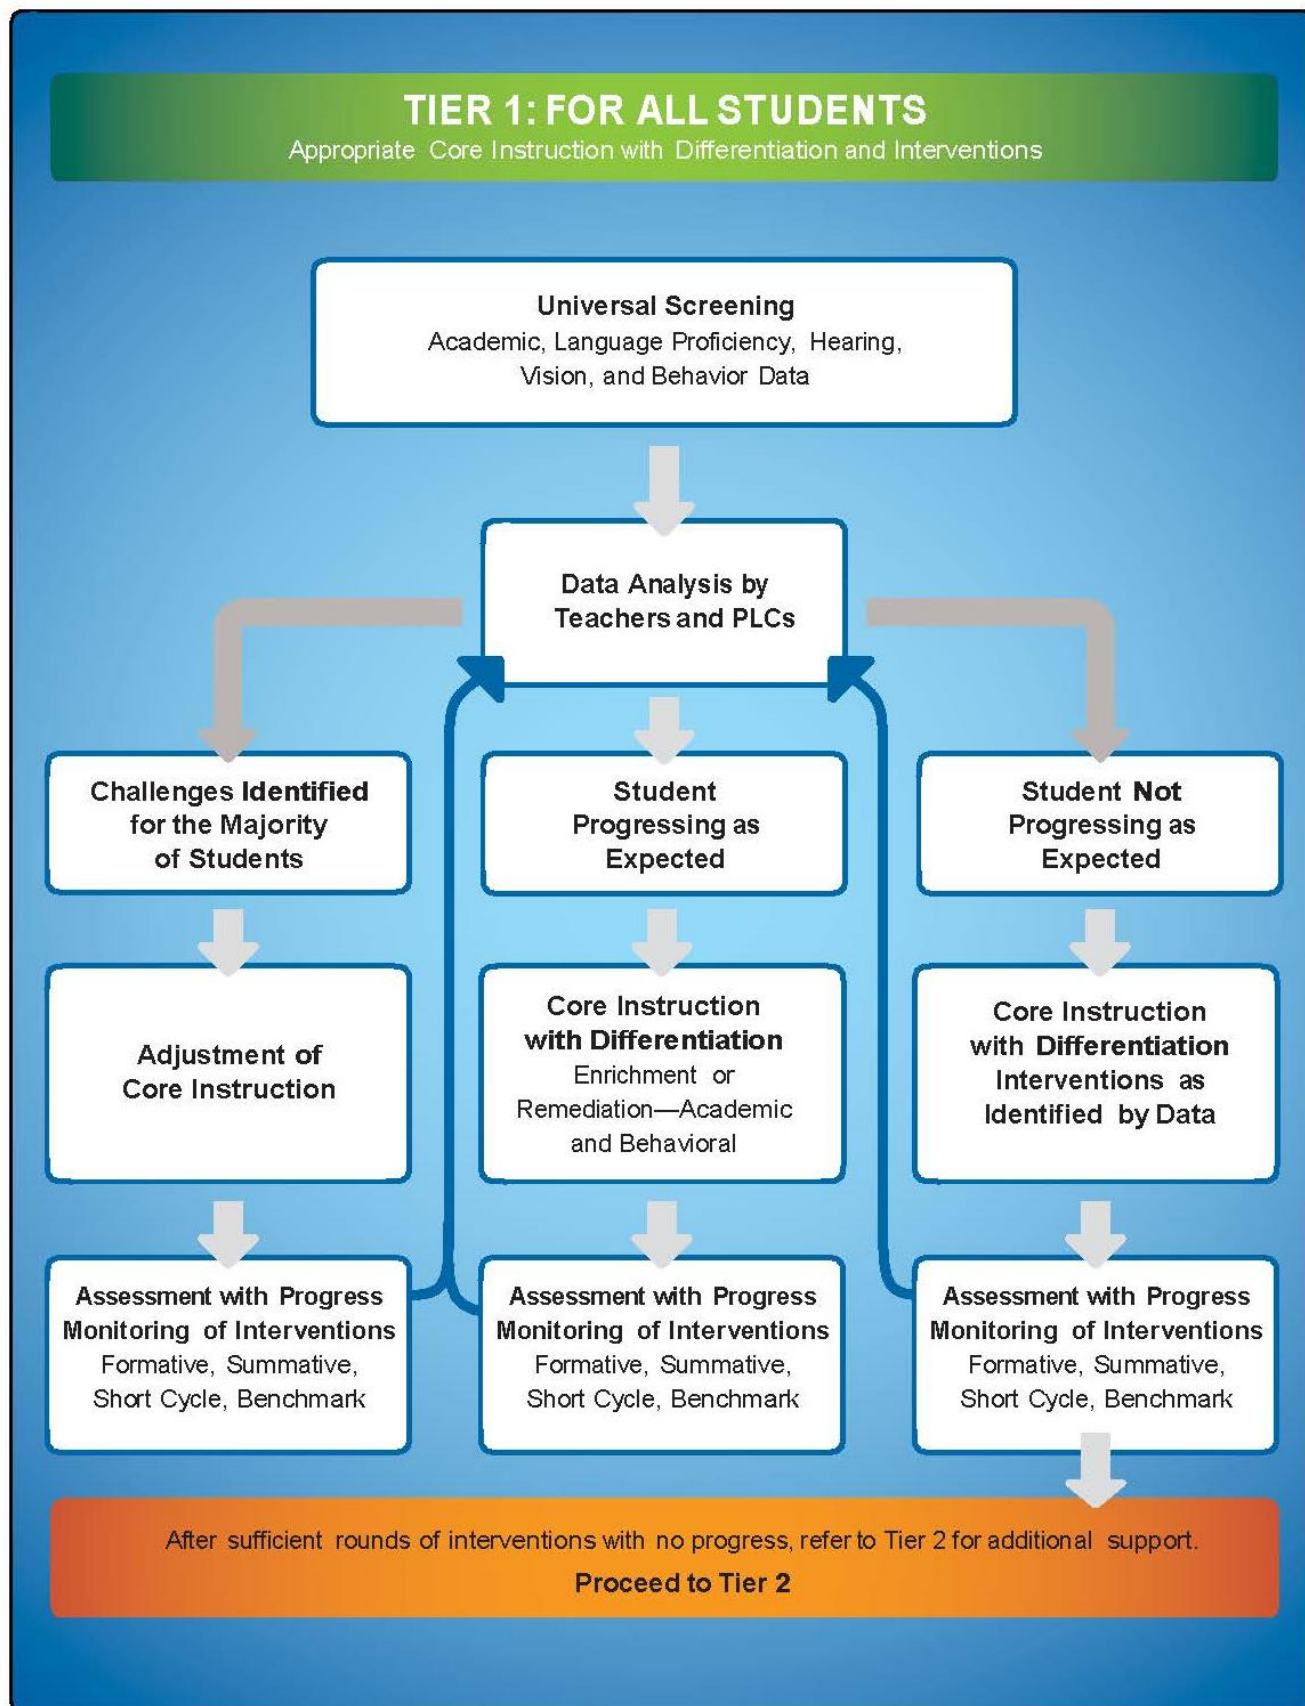 TIER 1: FOR ALL STUDENTS
Appropriate Core Instruction with Differentiation and Interventions
Universal Screening
Academic, Language Proficiency, Hearing,
Vision, and Behavior Data
Data Analysis by
Teachers and PLCs
Challenges Identified
for the Majority
of Students
Student
Progressing as
Expected
Student Not
Progressing as
Expected
Adjustment of
Core Instruction
Core Instruction
with Differentiation
Enrichment or
Remediation—Academic
and Behavioral
Core Instruction
with Differentiation
Interventions as
Identified by Data
Assessment with Progress
Monitoring of Interventions
Formative, Summative,
Short Cycle, Benchmark
Assessment with Progress
Monitoring of Interventions
Formative, Summative,
Short Cycle, Benchmark
Assessment with Progress
Monitoring of Interventions
Formative, Summative,
Short Cycle, Benchmark
After sufficient rounds of interventions with no progress, refer to Tier 2 for additional support.
Proceed to Tier 2